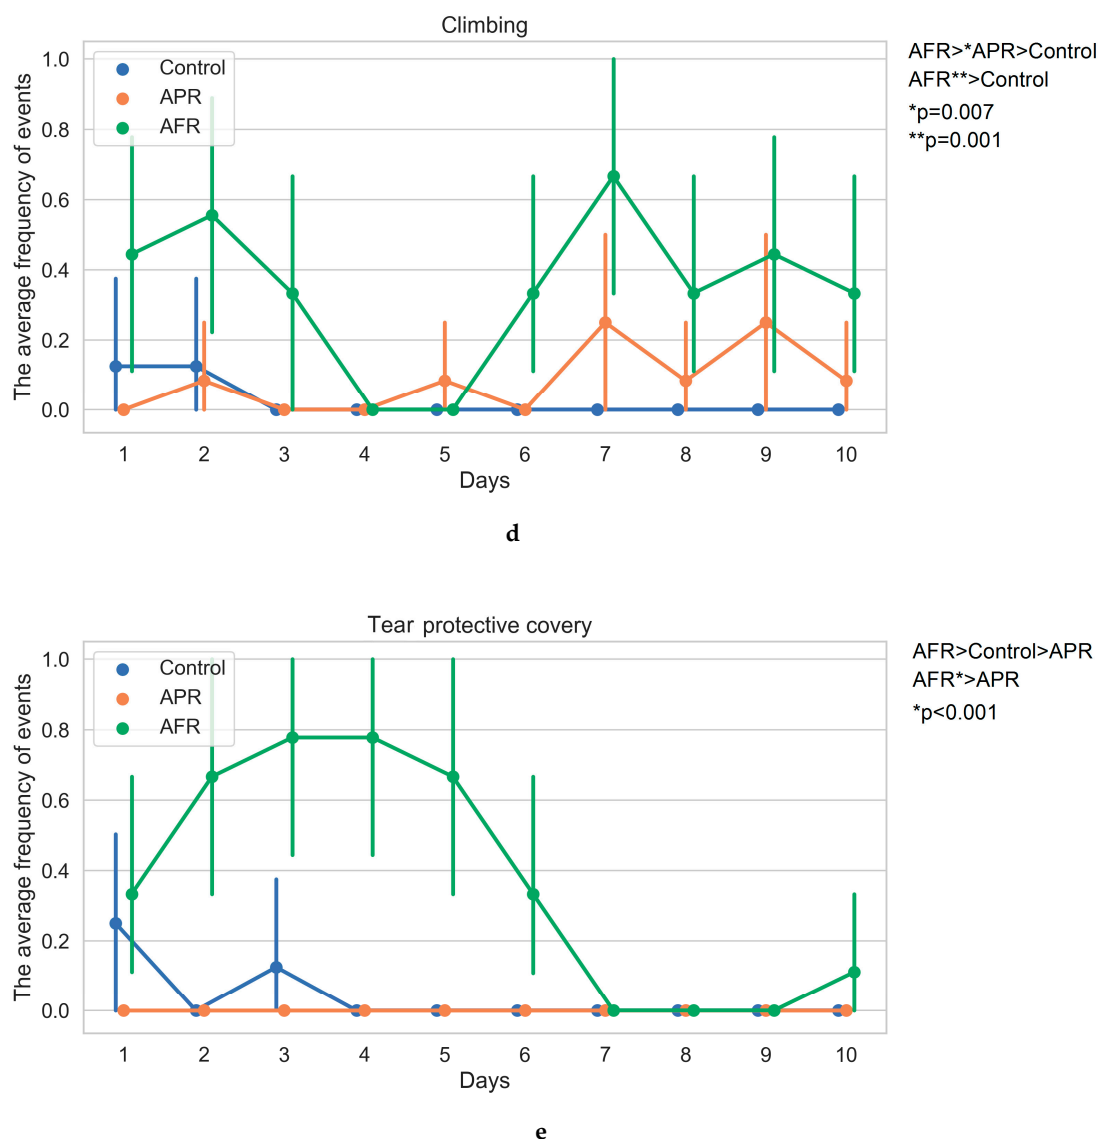 Climbing
The average frequency of events
1.0
0.8
0.6
0.4
0.2
0.0
Control
APR
AFR
1 2 3 4 5 6 7 8 9 10
Days
AFR>*APR>Control
AFR**>Control
*p=0.007
**p=0.001
d
Tear protective covery
The average frequency of events
1.0
0.8
0.6
0.4
0.2
0.0
Control
APR
AFR
1 2 3 4 5 6 7 8 9 10
Days
AFR>Control>APR
AFR*>APR
*p<0.001
e